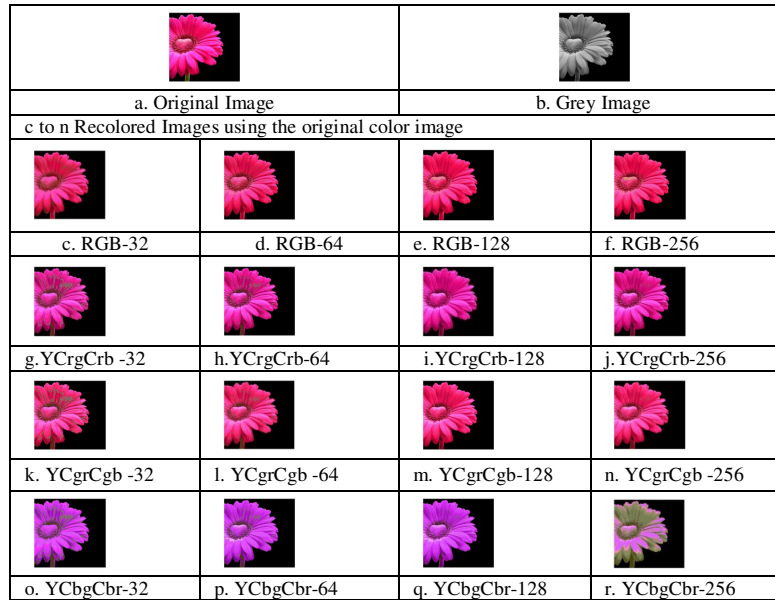 a. Original Image
b. Grey Image
c to n Recolored Images using the original color image
c. RGB-32
d. RGB-64
e. RGB-128
f. RGB-256
g.YCrgCrb -32
h.YCrgCrb-64
i.YCrgCrb-128
j.YCrgCrb-256
k. YCgrCgb -32
l. YCgrCgb -64
m. YCgrCgb-128
n. YCgrCgb -256
o. YCbgCbr-32
p. YCbgCbr-64
q. YCbgCbr-128
r. YCbgCbr-256